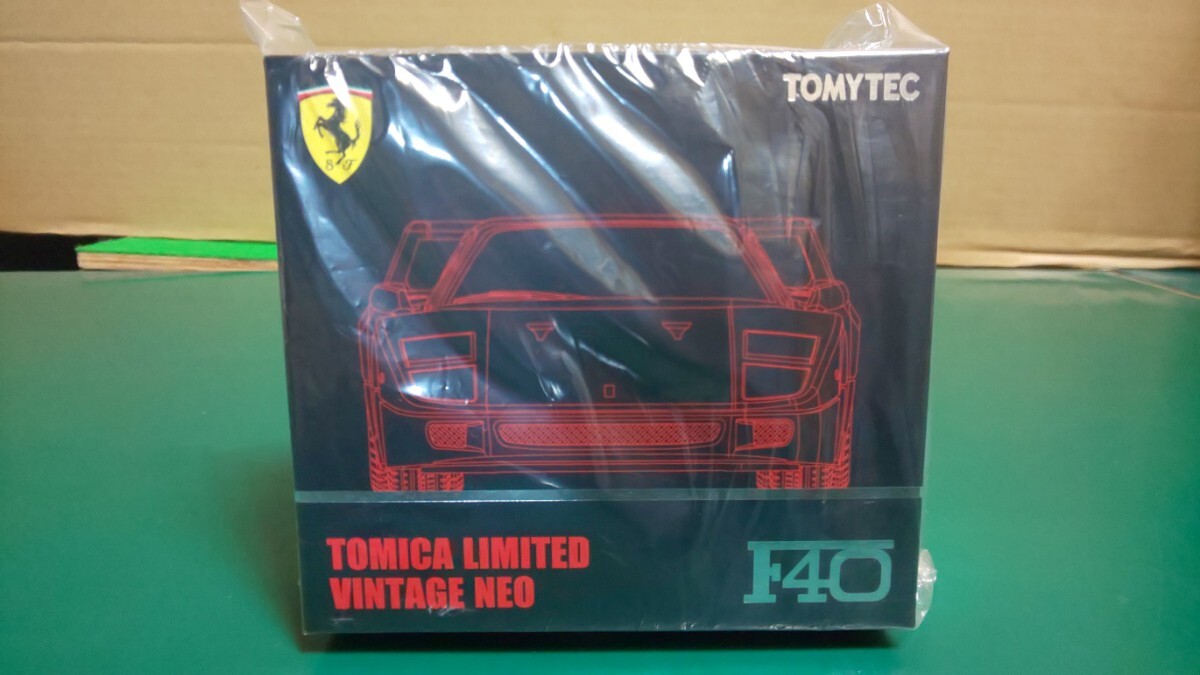 TOMYTEC
S F
TOMICA LIMITED
VINTAGE NEO
F40